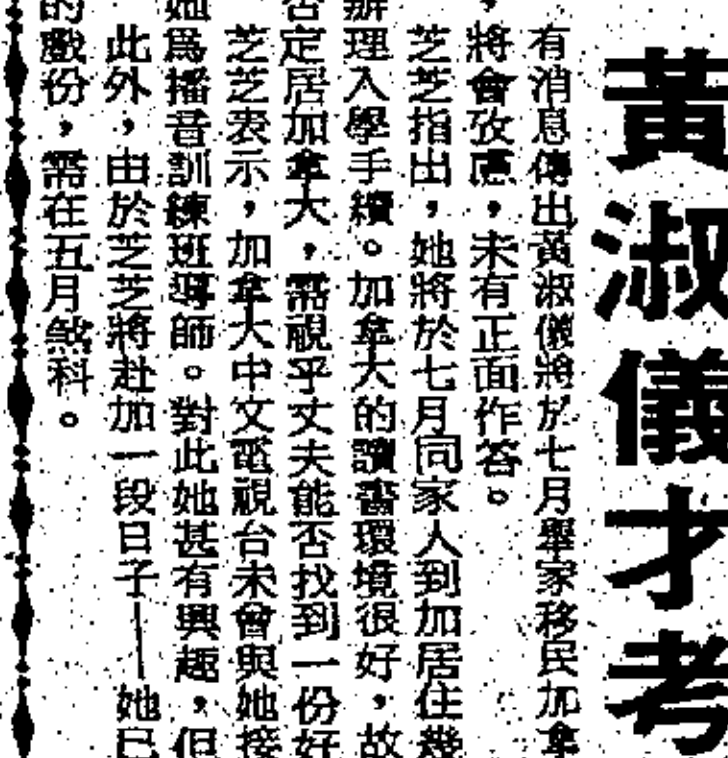 黃淑儀才考
有消息傳出黃淑儀將於七月舉家移民加拿
，將會攷慮，未有正面作答。
芝芝指出，她將於七月同家人到加居住幾
辦理入學手續。加拿大的讀書環境很好，故
否定居加拿大，需視乎丈夫能否找到一份好
芝芝表示，加拿大中文電視台未曾與她接
她爲播音訓練班導師。對此她甚有興趣，但
此外，由於芝芝將赴加一段日子——她已
的戲份，需在五月煞科。